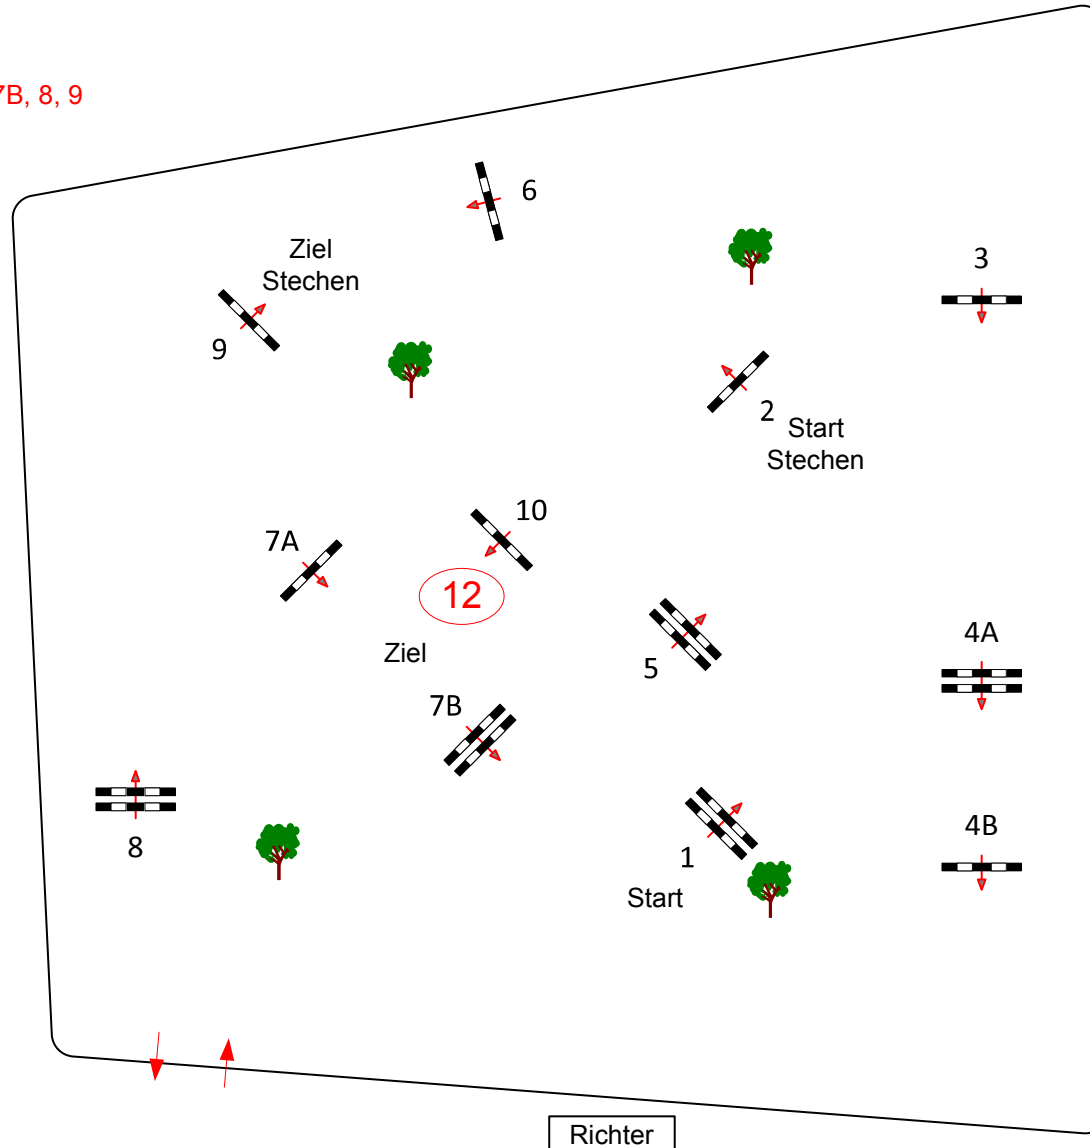 7B, 8, 9
6
Ziel
Stechen
3
9
2
Start
Stechen
10
7A
12
Ziel
5
4A
7B
8
1
4B
Start
Richter